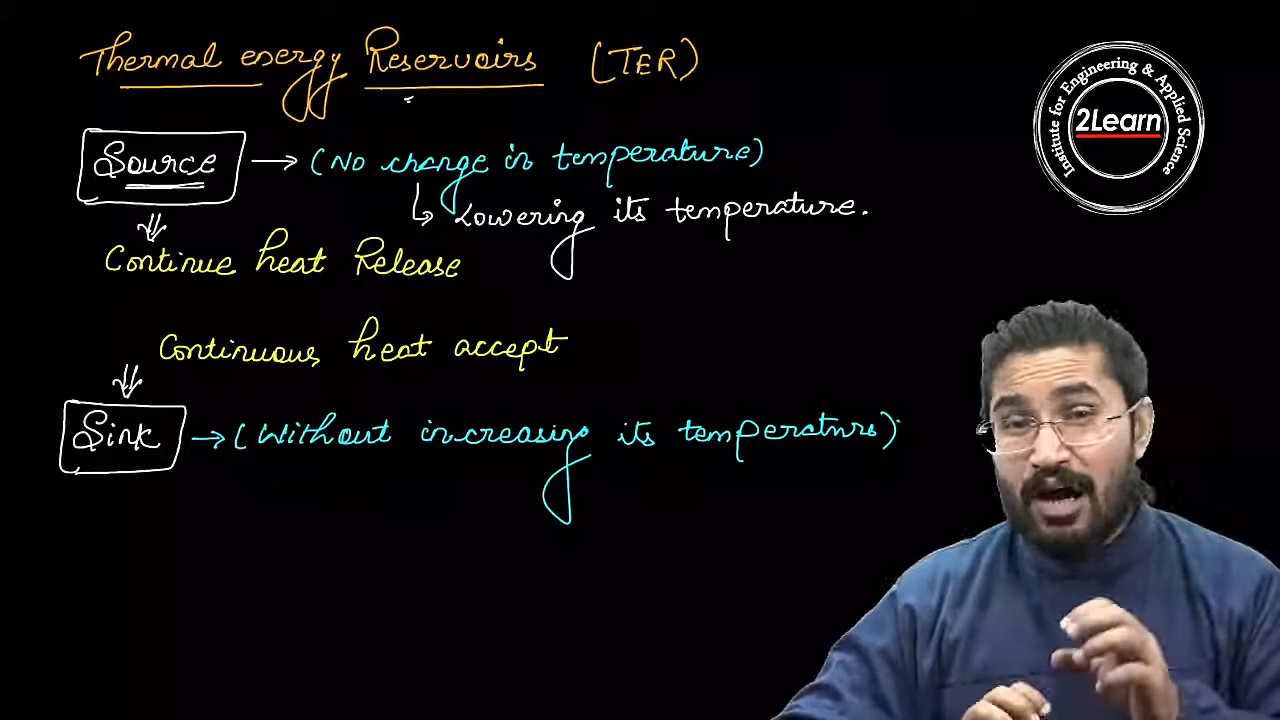 Thermal energy Reservoirs (TER)
Source → (No change in temperature)
↳ Lowering its temperature.
⇓
Continue heat Release
Continuous heat accept
⇓
Sink → (Without increasing its temperature)
Institute for Engineering & Applied Science
2Learn